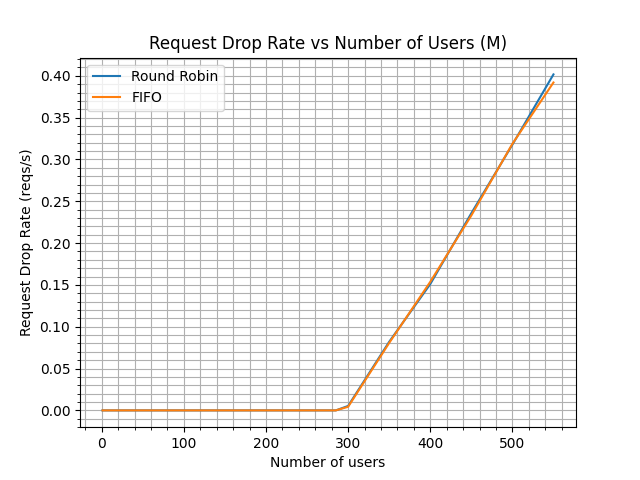 Request Drop Rate vs Number of Users (M)
Round Robin
FIFO
Request Drop Rate (reqs/s)
0.40
0.35
0.30
0.25
0.20
0.15
0.10
0.05
0.00
0 100 200 300 400 500
Number of users